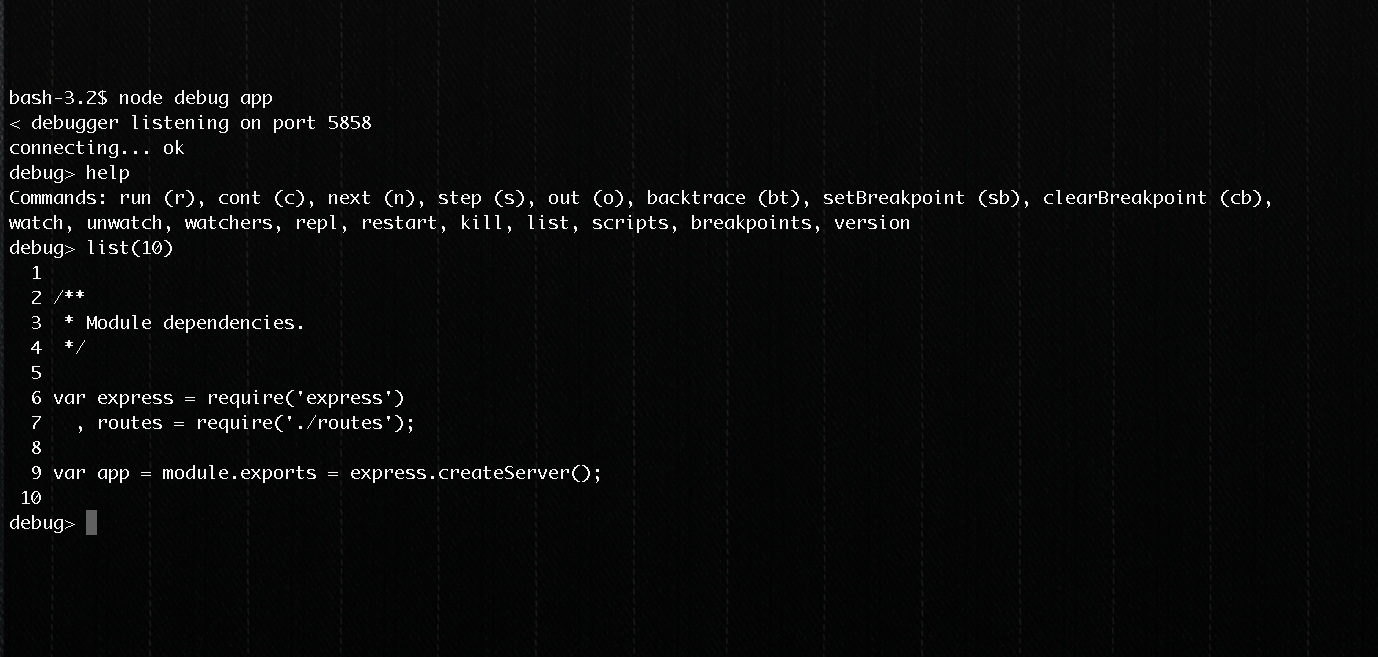 bash-3.2$ node debug app
< debugger listening on port 5858
connecting... ok
debug> help
Commands: run (r), cont (c), next (n), step (s), out (o), backtrace (bt), setBreakpoint (sb), clearBreakpoint (cb),
watch, unwatch, watchers, repl, restart, kill, list, scripts, breakpoints, version
debug> list(10)
  1
  2 /**
  3  * Module dependencies.
  4  */
  5
  6 var express = require('express')
  7   , routes = require('./routes');
  8
  9 var app = module.exports = express.createServer();
 10
debug>